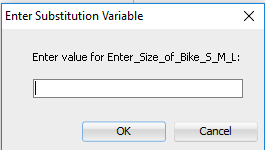 Enter Substitution Variable
Enter value for Enter_Size_of_Bike_S_M_L:
OK
Cancel